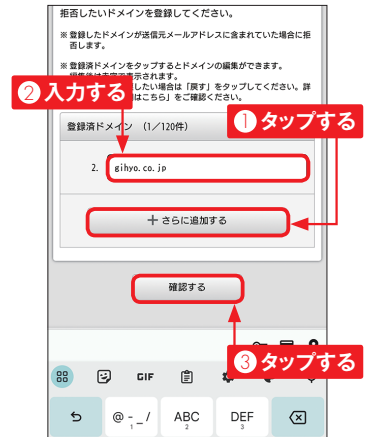 拒否したいドメインを登録してください。
※ 登録したドメインが送信元メールアドレスに含まれていた場合に拒
否します。
※ 登録済ドメインをタップするとドメインの編集ができます。
表示されます。
したい場合は「戻す」をタップしてください。詳
はこちら」をご確認ください。
② 入力する
登録済ドメイン （1/120件）
① タップする
2. gihyo.co.jp
＋ さらに追加する
確認する
③ タップする
GIF
@ - _ / 1
ABC 2
DEF 3